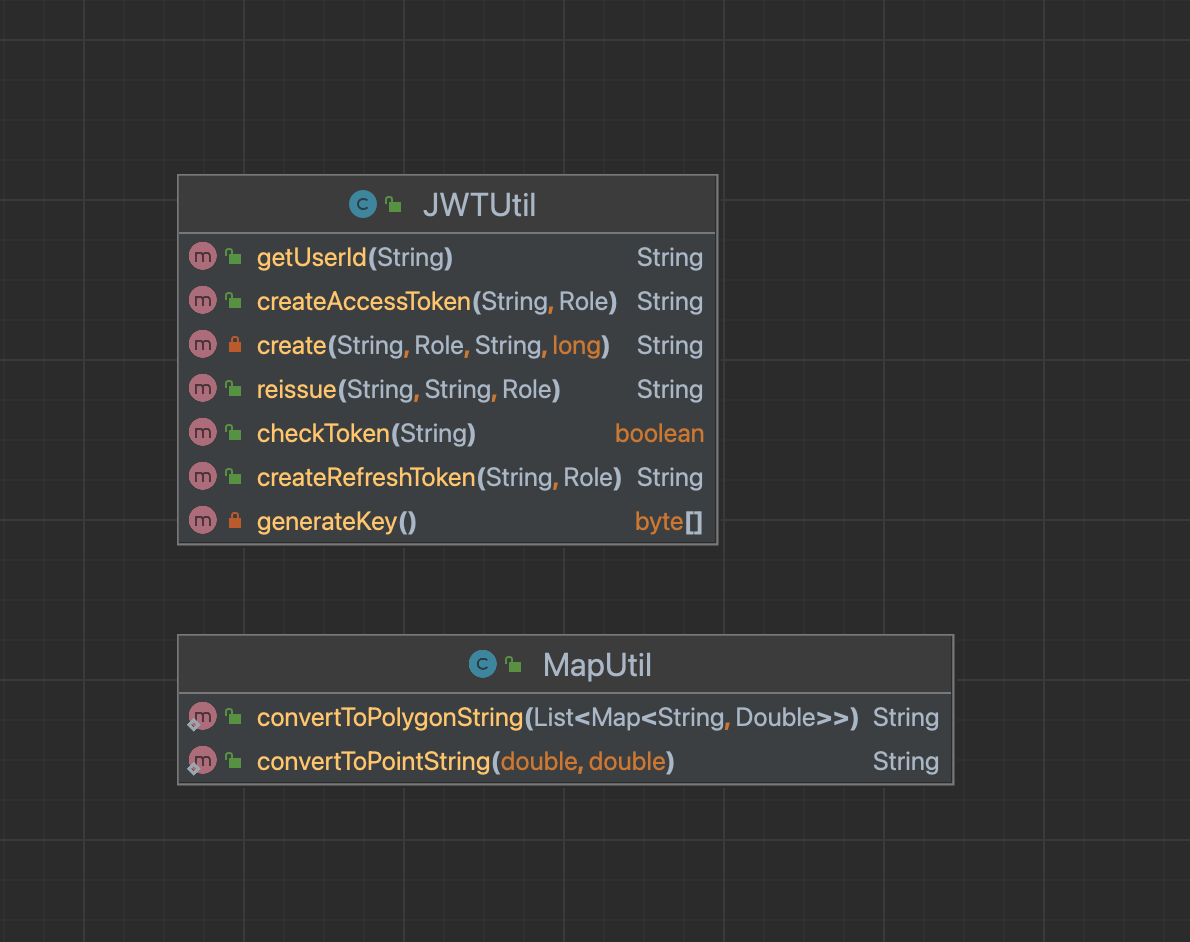 JWTUtil
getUserId(String) String
createAccessToken(String, Role) String
create(String, Role, String, long) String
reissue(String, String, Role) String
checkToken(String) boolean
createRefreshToken(String, Role) String
generateKey() byte[]
MapUtil
convertToPolygonString(List<Map<String, Double>>) String
convertToPointString(double, double) String